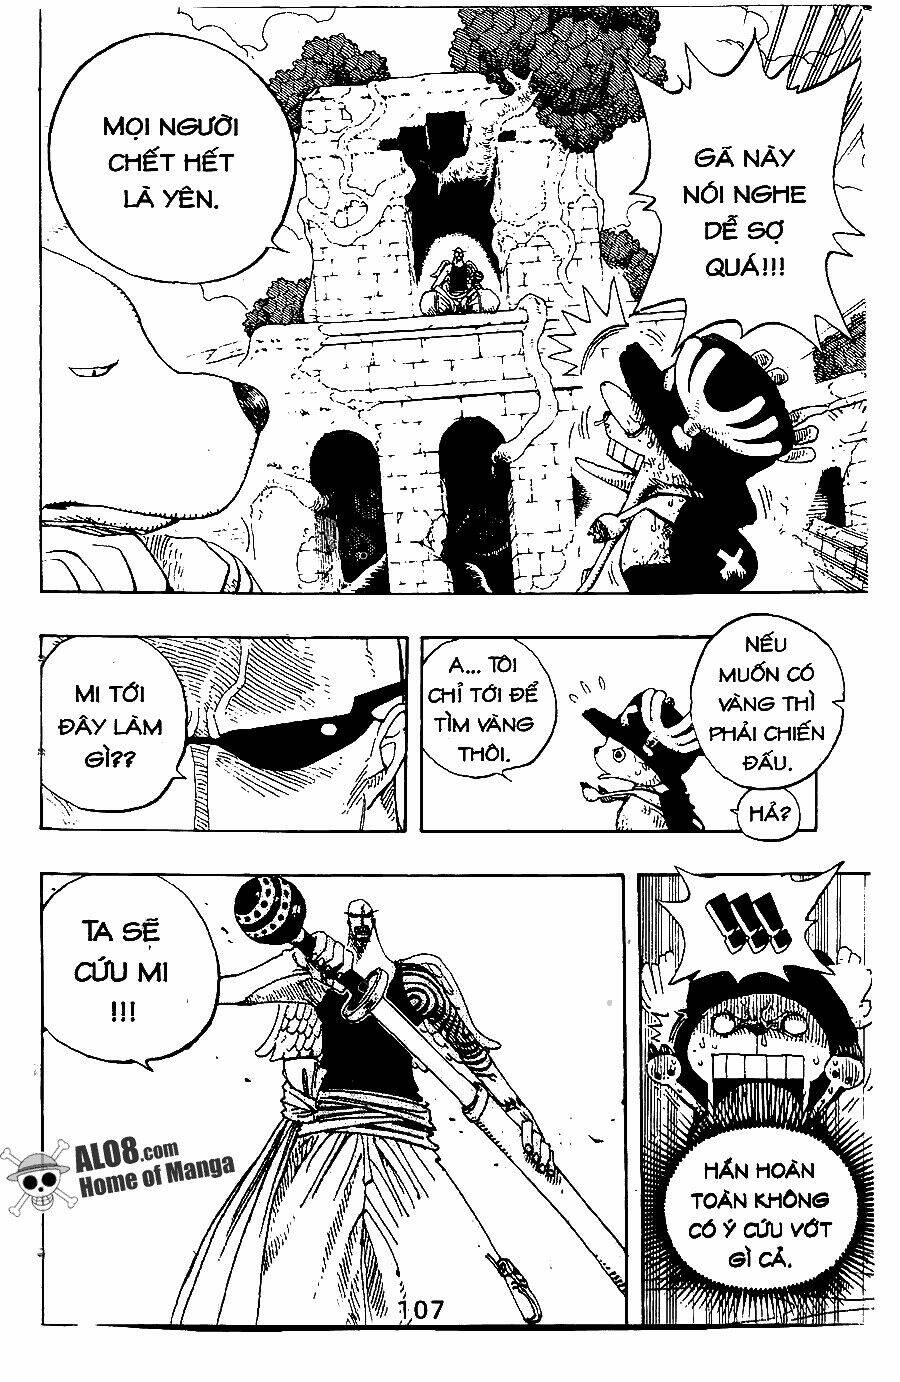 MỌI NGƯỜI
CHẾT HẾT
LÀ YÊN.
GÃ NÀY
NÓI NGHE
DỄ SỢ
QUÁ!!!
MI TỚI
ĐÂY LÀM
GÌ??
A... TÔI
CHỈ TỚI ĐỂ
TÌM VÀNG
THÔI.
NẾU
MUỐN CÓ
VÀNG THÌ
PHẢI CHIẾN
ĐẤU.
HẢ?
TA SẼ
CỨU MI
!!!
!!!
HẮN HOÀN
TOÀN KHÔNG
CÓ Ý CỨU VỚT
GÌ CẢ.
ALO8.com
Home of Manga
107